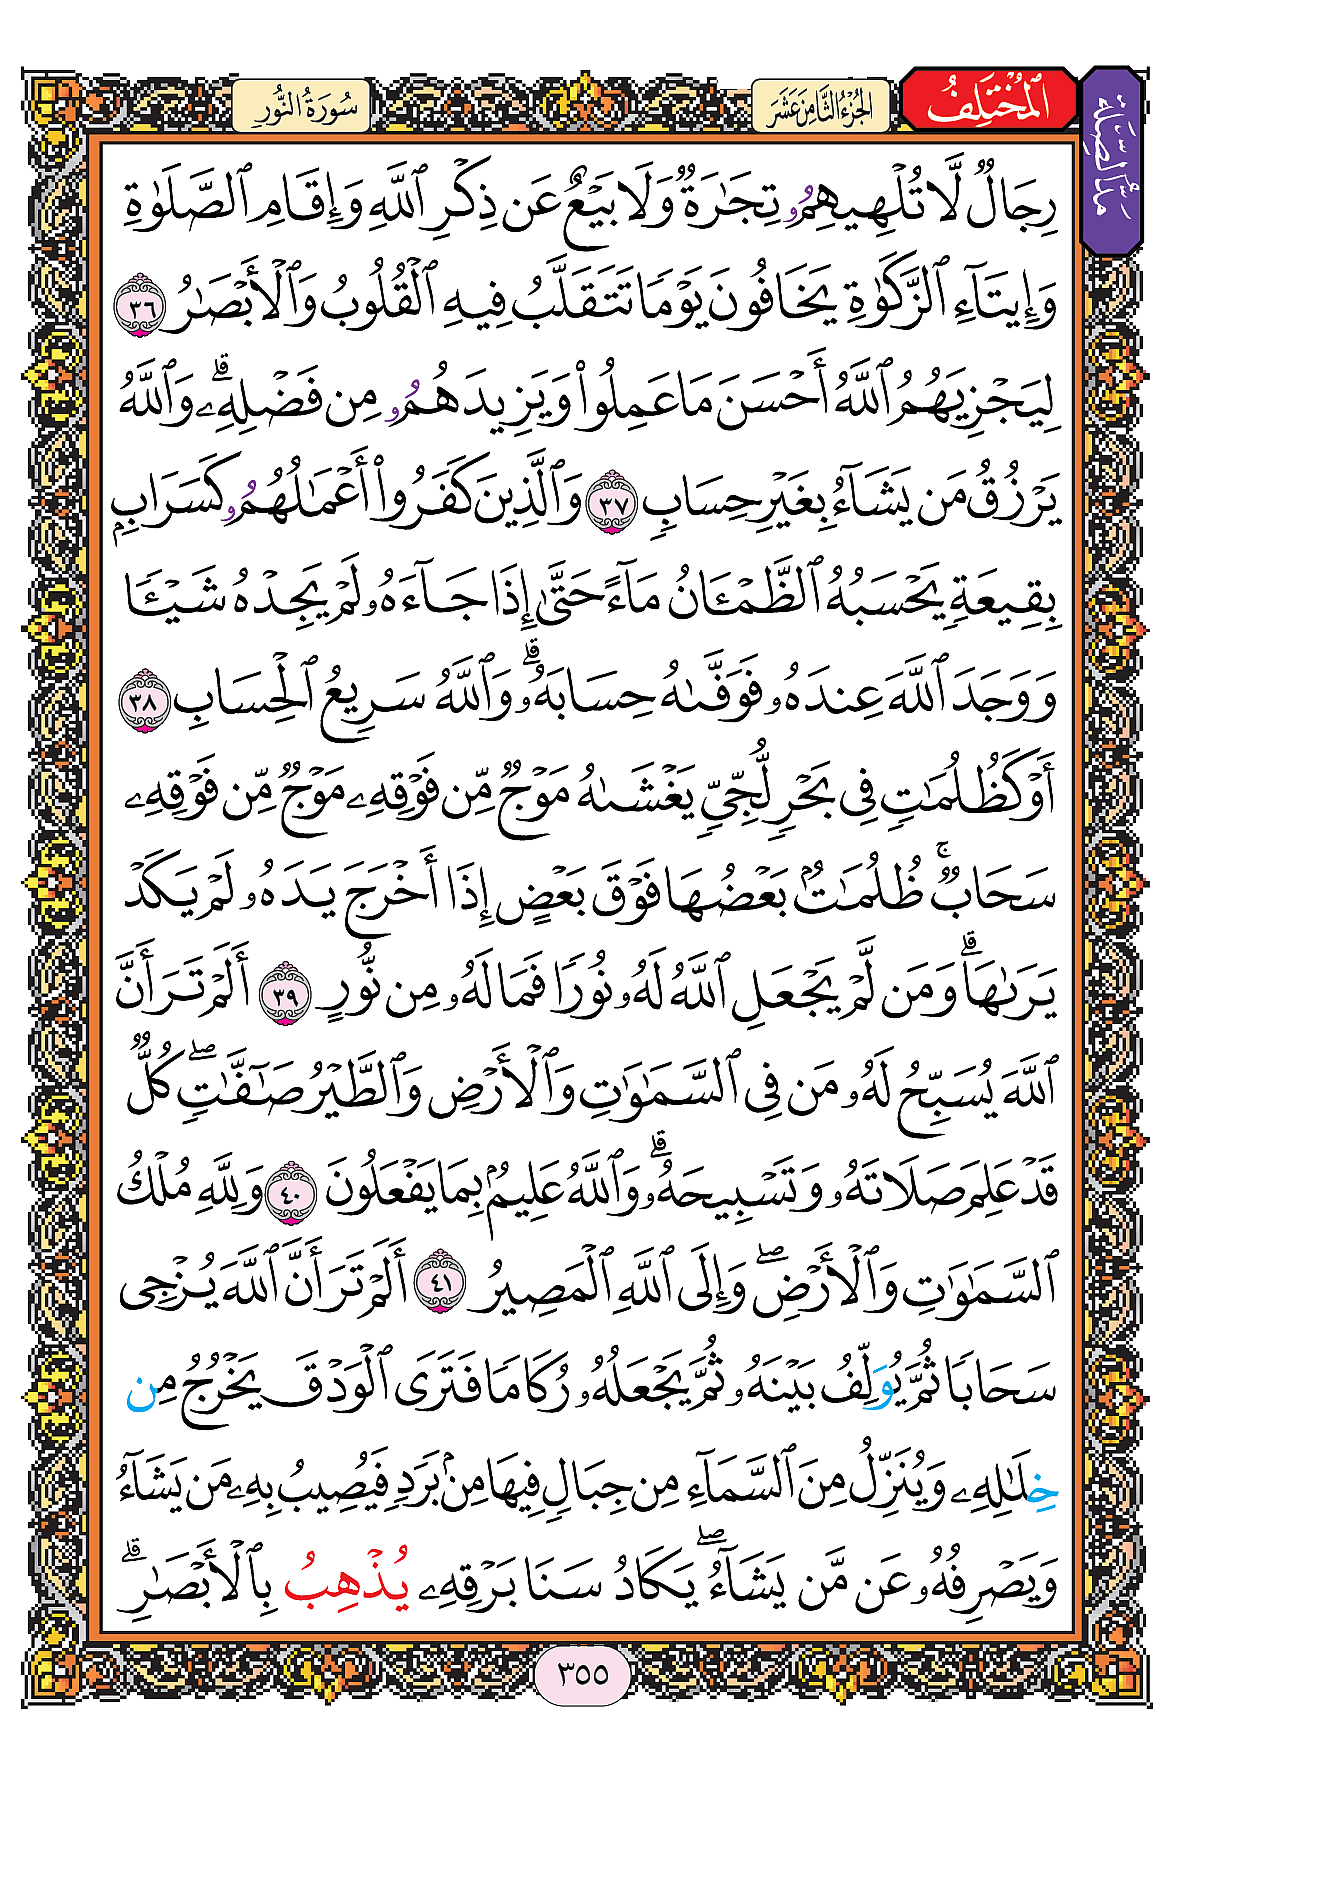 سُورَةُ النُّورِ
الجُزْءُ الثَّامِنَ عَشَرَ
ٱلْمُخْتَلِفُ
مَدُّ الصِّلَة
رِجَالٌ لَّا تُلْهِيهِمُۥ تِجَٰرَةٌ وَلَا بَيْعٌ عَن ذِكْرِ ٱللَّهِ وَإِقَامِ ٱلصَّلَوٰةِ
وَإِيتَآءِ ٱلزَّكَوٰةِ يَخَافُونَ يَوْمًا تَتَقَلَّبُ فِيهِ ٱلْقُلُوبُ وَٱلْأَبْصَٰرُ ٣٦
لِيَجْزِيَهُمُ ٱللَّهُ أَحْسَنَ مَا عَمِلُوا۟ وَيَزِيدَهُمُۥ مِن فَضْلِهِۦ ۗ وَٱللَّهُ
يَرْزُقُ مَن يَشَآءُ بِغَيْرِ حِسَابٍ ٣٧ وَٱلَّذِينَ كَفَرُوٓا۟ أَعْمَٰلُهُمُۥ كَسَرَابٍۭ
بِقِيعَةٍ يَحْسَبُهُ ٱلظَّمْـَٔانُ مَآءً حَتَّىٰٓ إِذَا جَآءَهُۥ لَمْ يَجِدْهُ شَيْـًٔا
وَوَجَدَ ٱللَّهَ عِندَهُۥ فَوَفَّىٰهُ حِسَابَهُۥ ۗ وَٱللَّهُ سَرِيعُ ٱلْحِسَابِ ٣٨
أَوْ كَظُلُمَٰتٍ فِى بَحْرٍ لُّجِّىٍّ يَغْشَىٰهُ مَوْجٌ مِّن فَوْقِهِۦ مَوْجٌ مِّن فَوْقِهِۦ
سَحَابٌ ۚ ظُلُمَٰتٌۢ بَعْضُهَا فَوْقَ بَعْضٍ إِذَآ أَخْرَجَ يَدَهُۥ لَمْ يَكَدْ
يَرَىٰهَا ۗ وَمَن لَّمْ يَجْعَلِ ٱللَّهُ لَهُۥ نُورًا فَمَا لَهُۥ مِن نُّورٍ ٣٩ أَلَمْ تَرَ أَنَّ
ٱللَّهَ يُسَبِّحُ لَهُۥ مَن فِى ٱلسَّمَٰوَٰتِ وَٱلْأَرْضِ وَٱلطَّيْرُ صَٰٓفَّٰتٍ ۖ كُلٌّ
قَدْ عَلِمَ صَلَاتَهُۥ وَتَسْبِيحَهُۥ ۗ وَٱللَّهُ عَلِيمٌۢ بِمَا يَفْعَلُونَ ٤٠ وَلِلَّهِ مُلْكُ
ٱلسَّمَٰوَٰتِ وَٱلْأَرْضِ ۖ وَإِلَى ٱللَّهِ ٱلْمَصِيرُ ٤١ أَلَمْ تَرَ أَنَّ ٱللَّهَ يُزْجِى
سَحَابًا ثُمَّ يُوَلِّفُ بَيْنَهُۥ ثُمَّ يَجْعَلُهُۥ رُكَامًا فَتَرَى ٱلْوَدْقَ يَخْرُجُ مِن
خِلَٰلِهِۦ وَيُنَزِّلُ مِنَ ٱلسَّمَآءِ مِن جِبَالٍ فِيهَا مِنۢ بَرَدٍ فَيُصِيبُ بِهِۦ مَن يَشَآءُ
وَيَصْرِفُهُۥ عَن مَّن يَشَآءُ ۖ يَكَادُ سَنَا بَرْقِهِۦ يُذْهِبُ بِٱلْأَبْصَٰرِ ۗ
٣٥٥